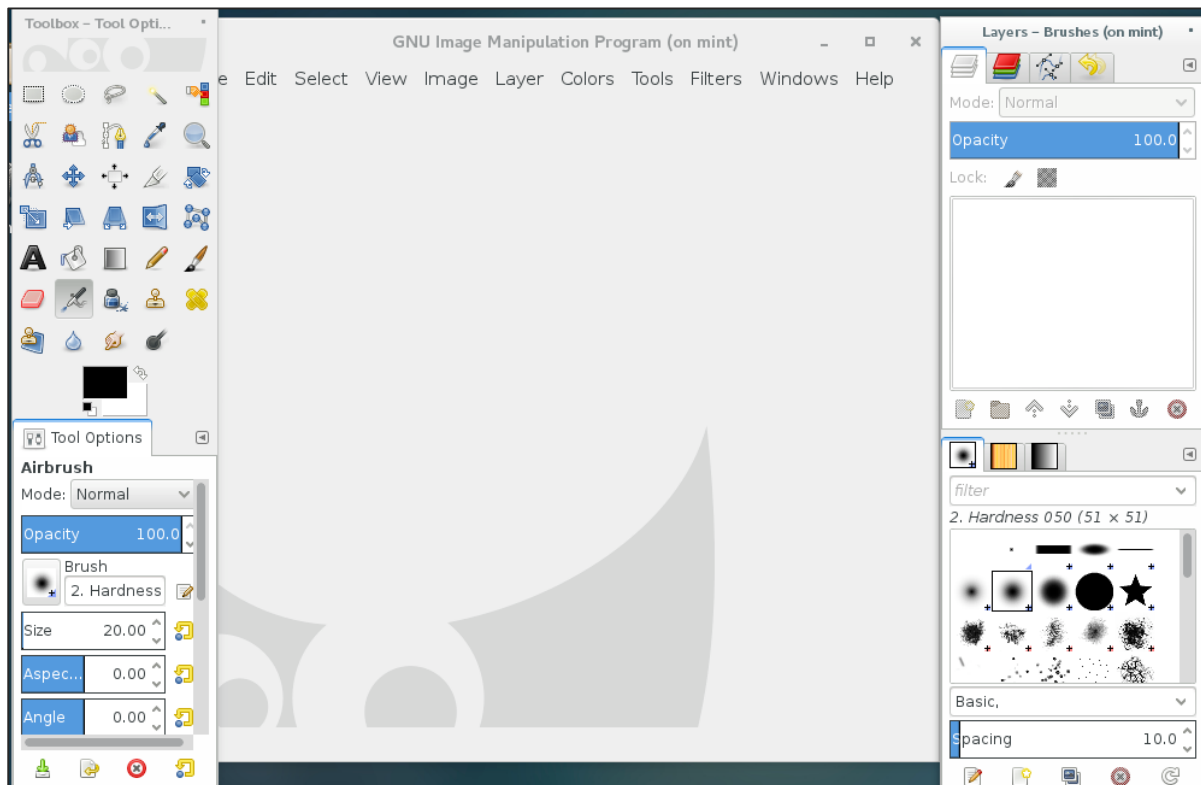 Toolbox – Tool Opti...
GNU Image Manipulation Program (on mint)
e Edit Select View Image Layer Colors Tools Filters Windows Help
Tool Options
Airbrush
Mode: Normal
Opacity 100.0
Brush
2. Hardness
Size 20.00
Aspec... 0.00
Angle 0.00
Layers – Brushes (on mint)
Mode: Normal
Opacity 100.0
Lock:
filter
2. Hardness 050 (51 × 51)
Basic,
Spacing 10.0